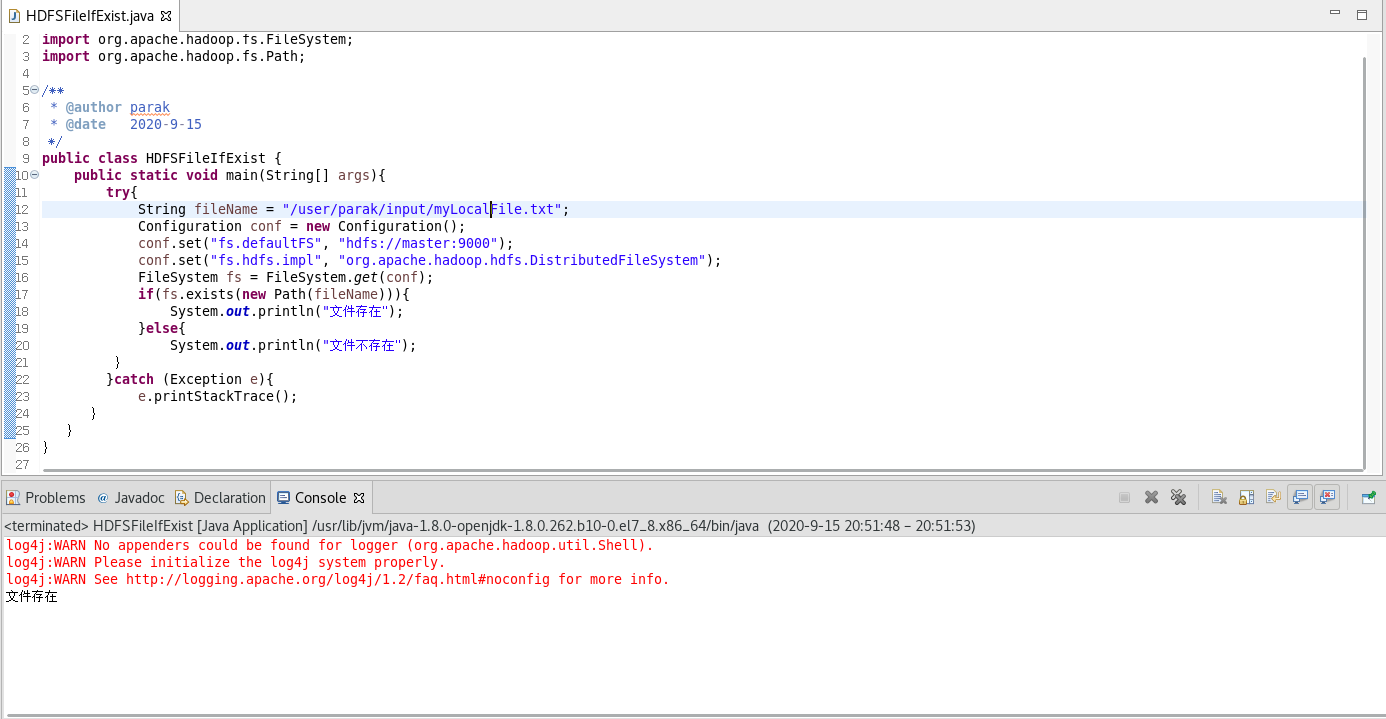 HDFSFileIfExist.java
2 import org.apache.hadoop.fs.FileSystem;
3 import org.apache.hadoop.fs.Path;
4
5 /**
6  * @author parak
7  * @date   2020-9-15
8  */
9 public class HDFSFileIfExist {
10     public static void main(String[] args){
11         try{
12             String fileName = "/user/parak/input/myLocalFile.txt";
13             Configuration conf = new Configuration();
14             conf.set("fs.defaultFS", "hdfs://master:9000");
15             conf.set("fs.hdfs.impl", "org.apache.hadoop.hdfs.DistributedFileSystem");
16             FileSystem fs = FileSystem.get(conf);
17             if(fs.exists(new Path(fileName))){
18                 System.out.println("文件存在");
19             }else{
20                 System.out.println("文件不存在");
21          }
22         }catch (Exception e){
23             e.printStackTrace();
24       }
25    }
26 }
27
Problems @ Javadoc Declaration Console
<terminated> HDFSFileIfExist [Java Application] /usr/lib/jvm/java-1.8.0-openjdk-1.8.0.262.b10-0.el7_8.x86_64/bin/java (2020-9-15 20:51:48 – 20:51:53)
log4j:WARN No appenders could be found for logger (org.apache.hadoop.util.Shell).
log4j:WARN Please initialize the log4j system properly.
log4j:WARN See http://logging.apache.org/log4j/1.2/faq.html#noconfig for more info.
文件存在